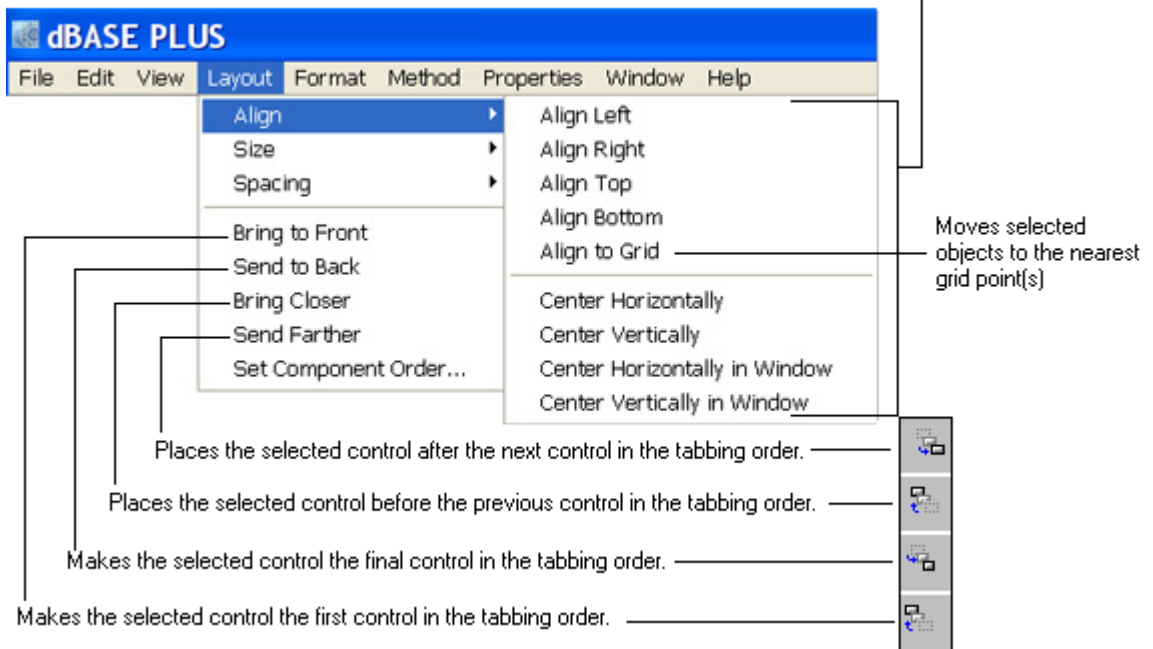 dBASE PLUS
File Edit View Layout Format Method Properties Window Help
Align
Size
Spacing
Bring to Front
Send to Back
Bring Closer
Send Farther
Set Component Order...
Align Left
Align Right
Align Top
Align Bottom
Align to Grid
Center Horizontally
Center Vertically
Center Horizontally in Window
Center Vertically in Window
Moves selected
objects to the nearest
grid point(s)
Places the selected control after the next control in the tabbing order.
Places the selected control before the previous control in the tabbing order.
Makes the selected control the final control in the tabbing order.
Makes the selected control the first control in the tabbing order.